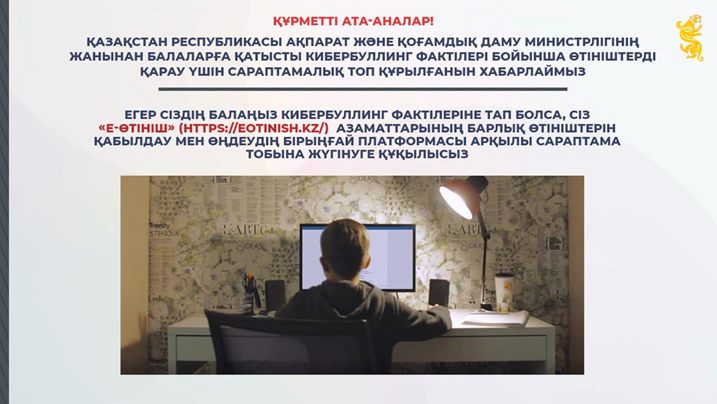 ҚҰРМЕТТІ АТА-АНАЛАР!
ҚАЗАҚСТАН РЕСПУБЛИКАСЫ АҚПАРАТ ЖӘНЕ ҚОҒАМДЫҚ ДАМУ МИНИСТРЛІГІНІҢ
ЖАНЫНАН БАЛАЛАРҒА ҚАТЫСТЫ КИБЕРБУЛЛИНГ ФАКТІЛЕРІ БОЙЫНША ӨТІНІШТЕРДІ
ҚАРАУ ҮШІН САРАПТАМАЛЫҚ ТОП ҚҰРЫЛҒАНЫН ХАБАРЛАЙМЫЗ
ЕГЕР СІЗДІҢ БАЛАҢЫЗ КИБЕРБУЛЛИНГ ФАКТІЛЕРІНЕ ТАП БОЛСА, СІЗ
«E-ӨТІНІШ» (HTTPS://EOTINISH.KZ/) АЗАМАТТАРЫНЫҢ БАРЛЫҚ ӨТІНІШТЕРІН
ҚАБЫЛДАУ МЕН ӨҢДЕУДІҢ БІРЫҢҒАЙ ПЛАТФОРМАСЫ АРҚЫЛЫ САРАПТАМА
ТОБЫНА ЖҮГІНУГЕ ҚҰҚЫЛЫСЫЗ